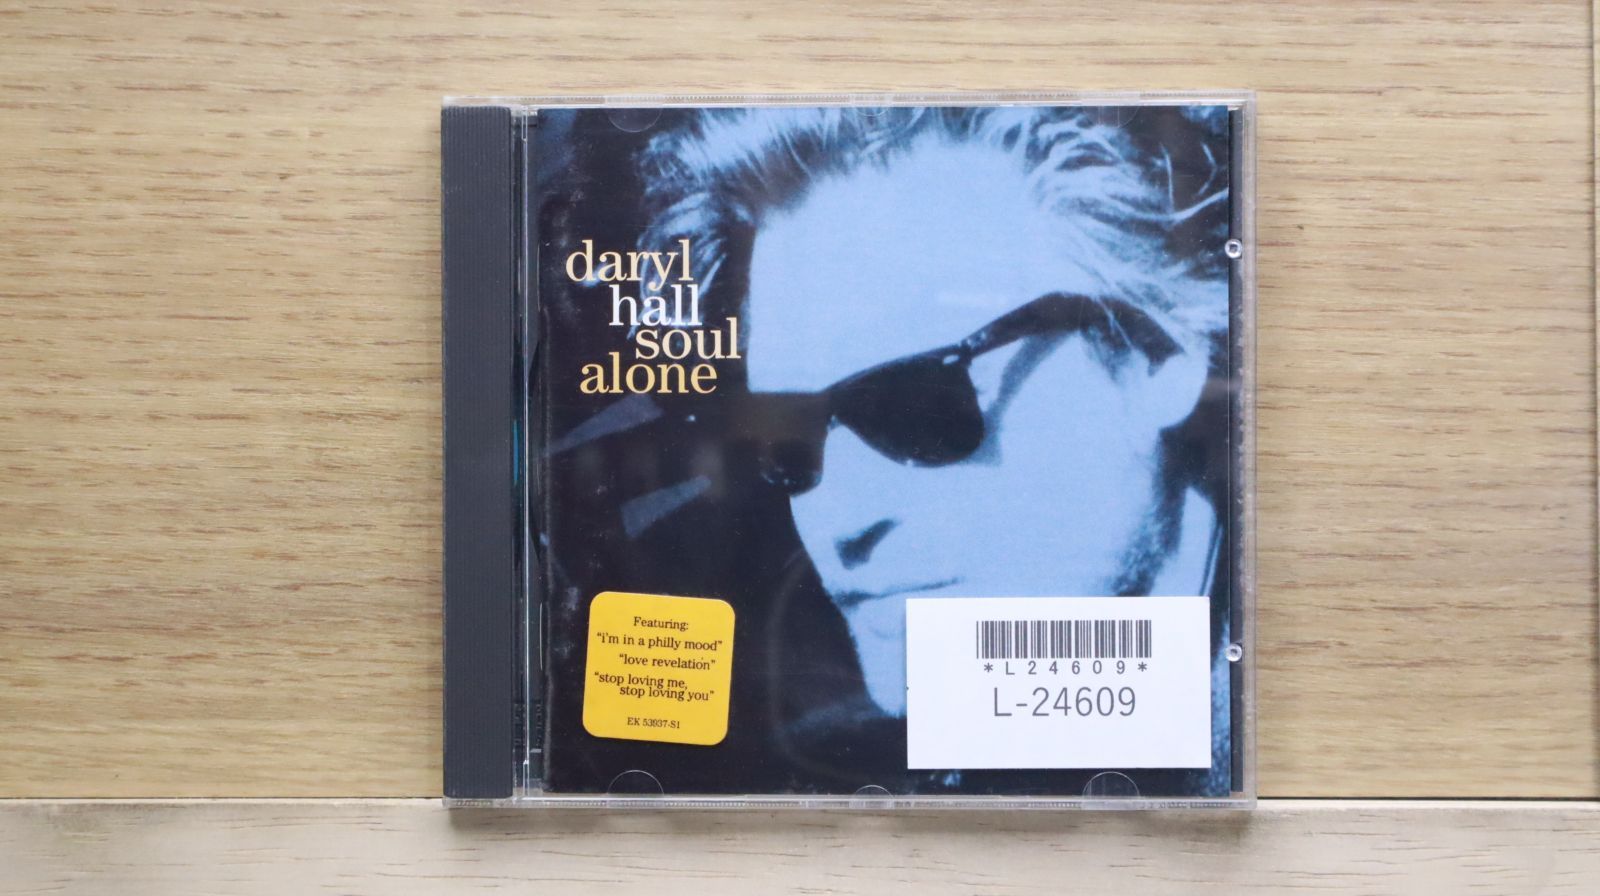 daryl
hall
soul
alone
Featuring:
"i'm in a philly mood"
"love revelation"
"stop loving me,
stop loving you"
EK 53937-S1
*L24609*
L-24609